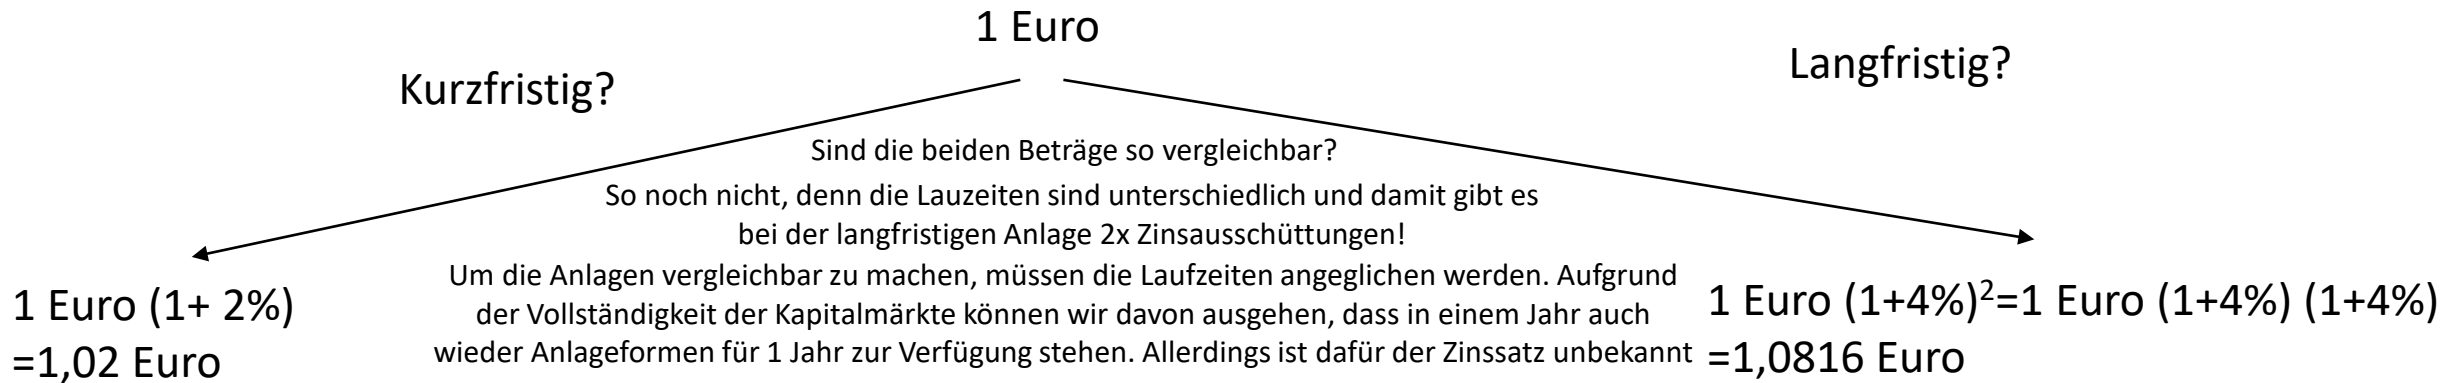 1 Euro
Kurzfristig?
Langfristig?
Sind die beiden Beträge so vergleichbar?
So noch nicht, denn die Lauzeiten sind unterschiedlich und damit gibt es
bei der langfristigen Anlage 2x Zinsausschüttungen!
Um die Anlagen vergleichbar zu machen, müssen die Laufzeiten angeglichen werden. Aufgrund
der Vollständigkeit der Kapitalmärkte können wir davon ausgehen, dass in einem Jahr auch
wieder Anlageformen für 1 Jahr zur Verfügung stehen. Allerdings ist dafür der Zinssatz unbekannt
1 Euro (1+ 2%)
=1,02 Euro
1 Euro (1+4%)²=1 Euro (1+4%) (1+4%)
=1,0816 Euro